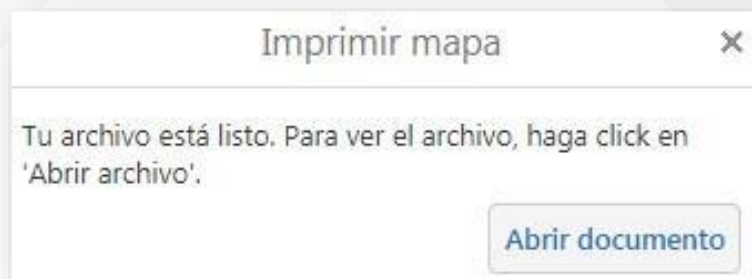 Imprimir mapa
Tu archivo está listo. Para ver el archivo, haga click en
'Abrir archivo'.
Abrir documento